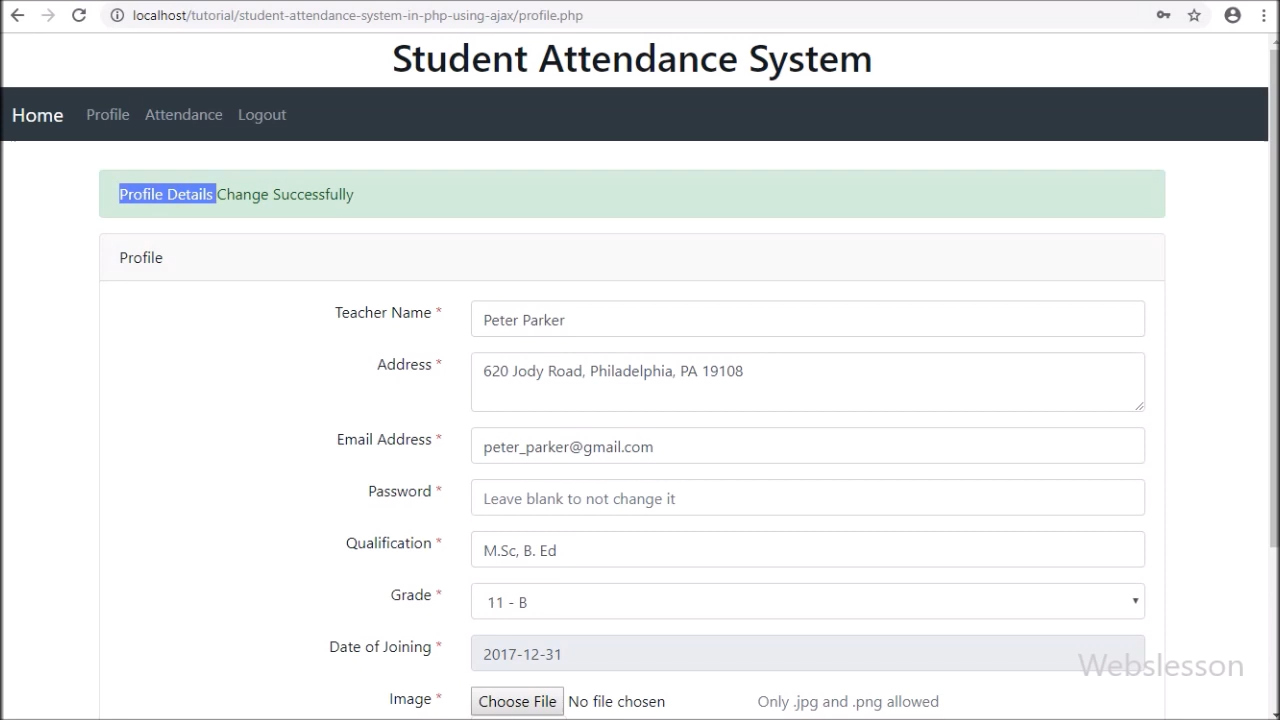 localhost/tutorial/student-attendance-system-in-php-using-ajax/profile.php
Student Attendance System
Home Profile Attendance Logout
Profile Details Change Successfully
Profile
Teacher Name * Peter Parker
Address * 620 Jody Road, Philadelphia, PA 19108
Email Address * peter_parker@gmail.com
Password * Leave blank to not change it
Qualification * M.Sc, B. Ed
Grade * 11 - B
Date of Joining * 2017-12-31
Webslesson
Image * Choose File No file chosen Only .jpg and .png allowed